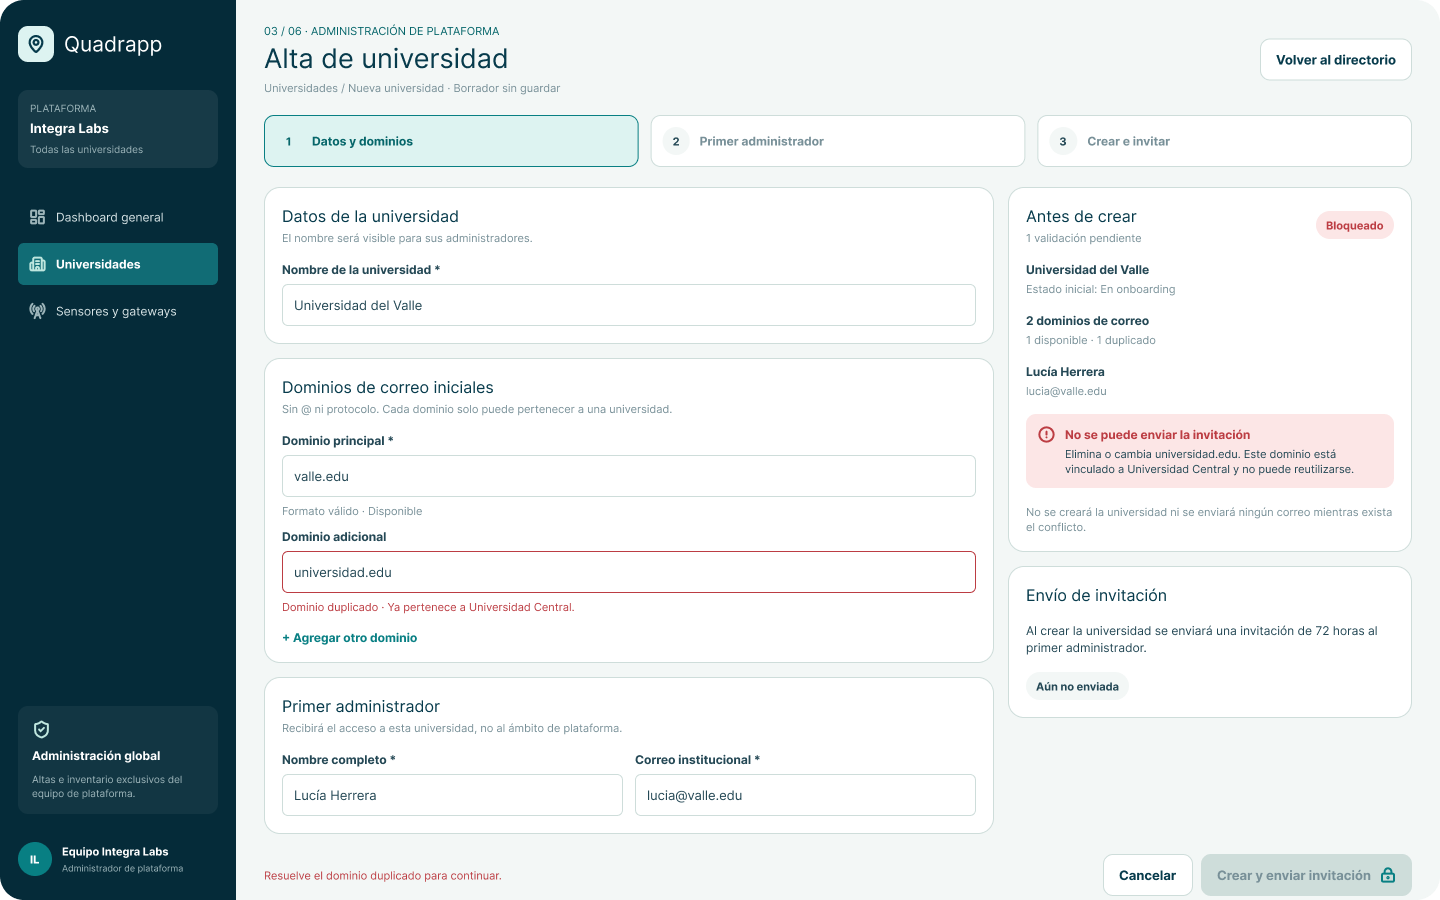 Quadrapp
PLATAFORMA
Integra Labs
Todas las universidades
Dashboard general
Universidades
Sensores y gateways
Administración global
Altas e inventario exclusivos del
equipo de plataforma.
IL
Equipo Integra Labs
Administrador de plataforma
03 / 06 · ADMINISTRACIÓN DE PLATAFORMA
Alta de universidad
Universidades / Nueva universidad · Borrador sin guardar
Volver al directorio
1 Datos y dominios
2 Primer administrador
3 Crear e invitar
Datos de la universidad
El nombre será visible para sus administradores.
Nombre de la universidad *
Universidad del Valle
Dominios de correo iniciales
Sin @ ni protocolo. Cada dominio solo puede pertenecer a una universidad.
Dominio principal *
valle.edu
Formato válido · Disponible
Dominio adicional
universidad.edu
Dominio duplicado · Ya pertenece a Universidad Central.
+ Agregar otro dominio
Primer administrador
Recibirá el acceso a esta universidad, no al ámbito de plataforma.
Nombre completo *
Lucía Herrera
Correo institucional *
lucia@valle.edu
Antes de crear
1 validación pendiente
Bloqueado
Universidad del Valle
Estado inicial: En onboarding
2 dominios de correo
1 disponible · 1 duplicado
Lucía Herrera
lucia@valle.edu
No se puede enviar la invitación
Elimina o cambia universidad.edu. Este dominio está
vinculado a Universidad Central y no puede reutilizarse.
No se creará la universidad ni se enviará ningún correo mientras exista
el conflicto.
Envío de invitación
Al crear la universidad se enviará una invitación de 72 horas al
primer administrador.
Aún no enviada
Resuelve el dominio duplicado para continuar.
Cancelar
Crear y enviar invitación